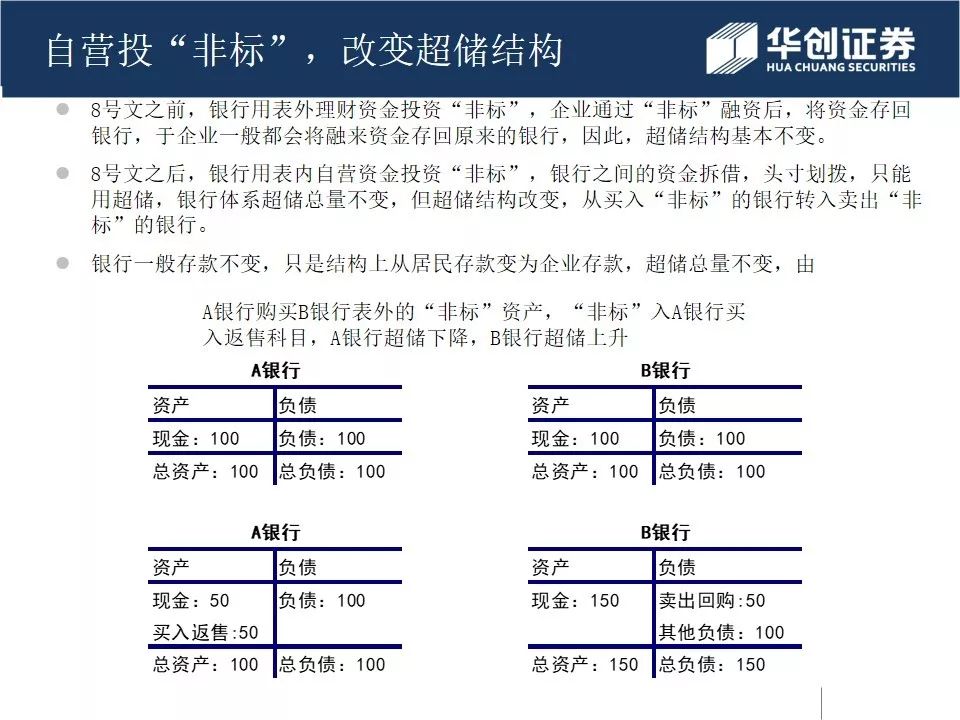 自营投“非标”，改变超储结构
华创证券
HUA CHUANG SECURITIES
8号文之前，银行用表外理财资金投资“非标”，企业通过“非标”融资后，将资金存回
银行，于企业一般都会将融来资金存回原来的银行，因此，超储结构基本不变。
8号文之后，银行用表内自营资金投资“非标”，银行之间的资金拆借，头寸划拨，只能
用超储，银行体系超储总量不变，但超储结构改变，从买入“非标”的银行转入卖出“非
标”的银行。
银行一般存款不变，只是结构上从居民存款变为企业存款，超储总量不变，由
A银行购买B银行表外的“非标”资产，“非标”入A银行买
入返售科目，A银行超储下降，B银行超储上升
A银行
资产 负债
现金：100 负债：100
总资产：100 总负债：100
B银行
资产 负债
现金：100 负债：100
总资产：100 总负债：100
A银行
资产 负债
现金：50 负债：100
买入返售:50
总资产：100 总负债：100
B银行
资产 负债
现金：150 卖出回购:50
其他负债：100
总资产：150 总负债：150